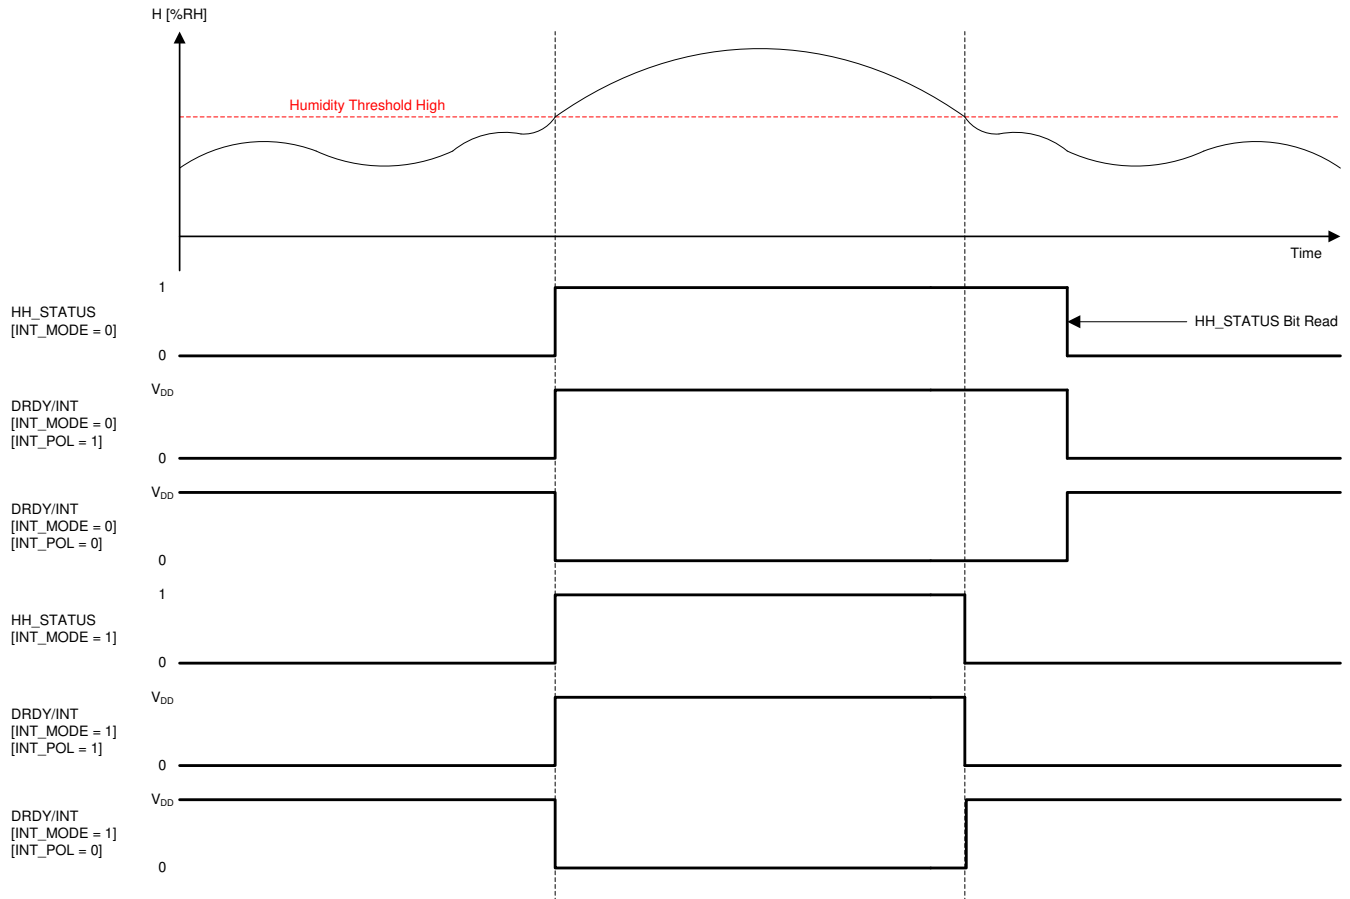 H [%RH]
Humidity Threshold High
Time
1
HH_STATUS
[INT_MODE = 0]
HH_STATUS Bit Read
0
VDD
DRDY/INT
[INT_MODE = 0]
[INT_POL = 1]
0
VDD
DRDY/INT
[INT_MODE = 0]
[INT_POL = 0]
0
1
HH_STATUS
[INT_MODE = 1]
0
VDD
DRDY/INT
[INT_MODE = 1]
[INT_POL = 1]
0
VDD
DRDY/INT
[INT_MODE = 1]
[INT_POL = 0]
0